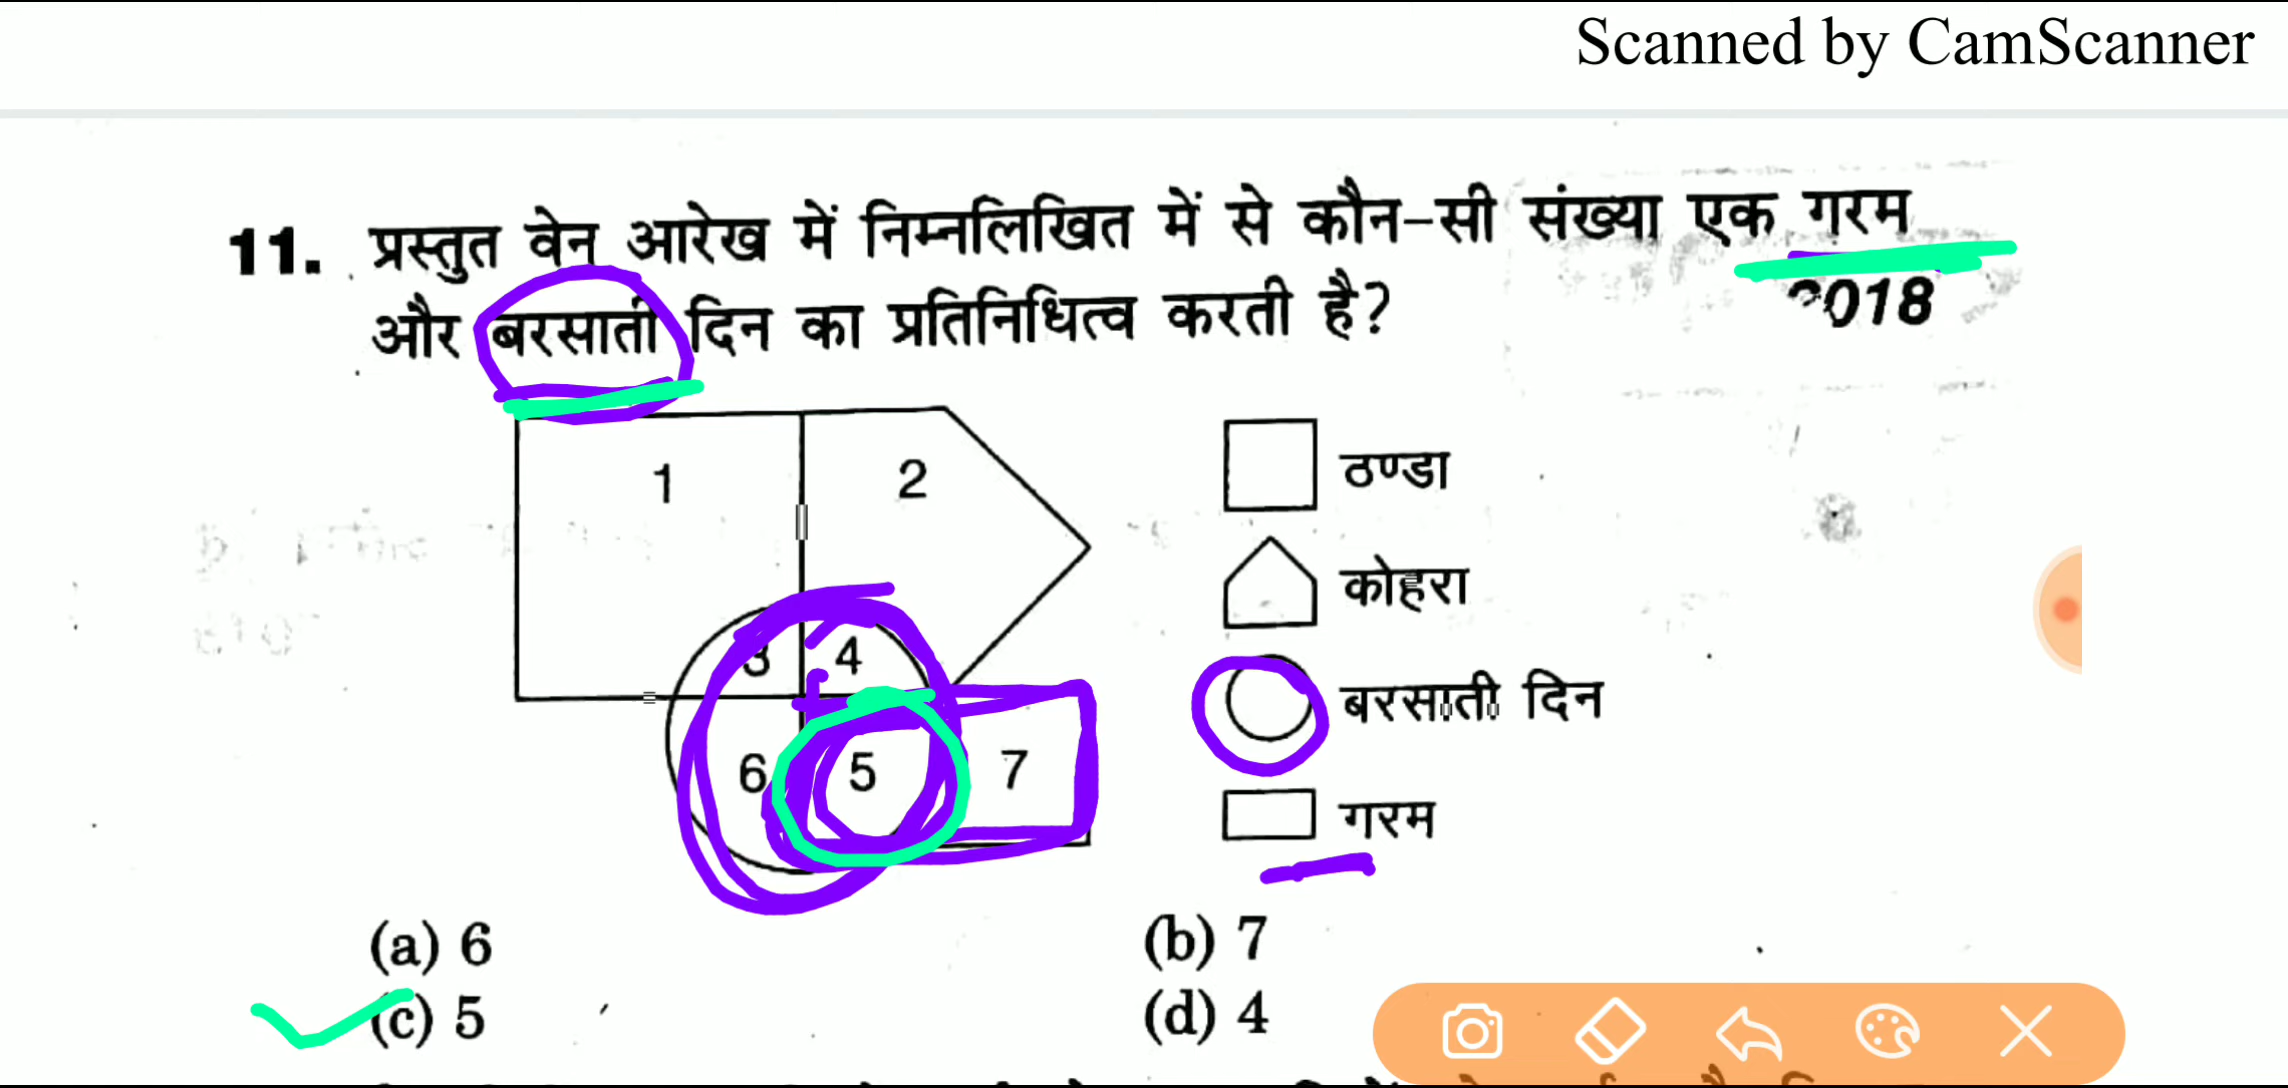 Scanned by CamScanner
11. प्रस्तुत वेन आरेख में निम्नलिखित में से कौन-सी संख्या एक गरम
और बरसाती दिन का प्रतिनिधित्व करती है?
2018
1
2
ठण्डा
कोहरा
3
4
बरसाती दिन
6
5
7
गरम
(a) 6
(b) 7
(c) 5
(d) 4